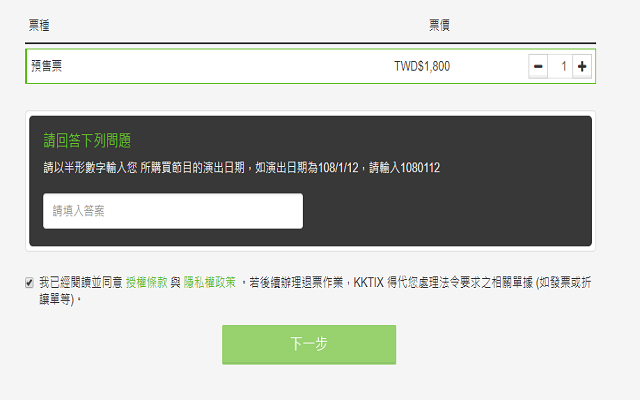 票種 票價
預售票 TWD$1,800 1
請回答下列問題
請以半形數字輸入您 所購買節目的演出日期，如演出日期為108/1/12，請輸入1080112
請填入答案
我已經閱讀並同意 授權條款 與 隱私權政策 。若後續辦理退票作業，KKTIX 得代您處理法令要求之相關單據 (如發票或折
讓單等)。
下一步